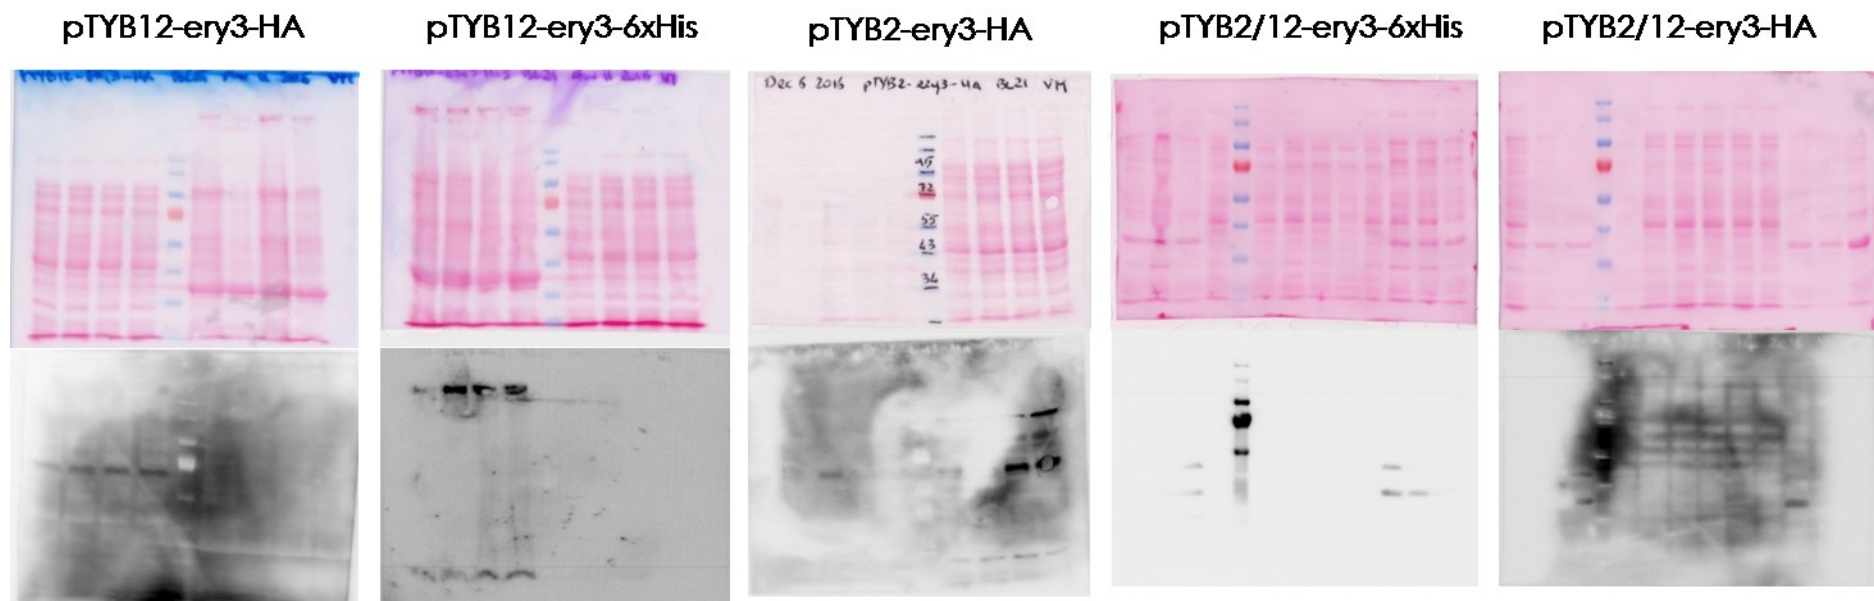 pTYB12-ery3-HA
pTYB12-ery3-6xHis
pTYB2-ery3-HA
pTYB2/12-ery3-6xHis
pTYB2/12-ery3-HA
Dec 6 2016 pTYB2-ery3-HA BL21 VM
95
72
55
43
34